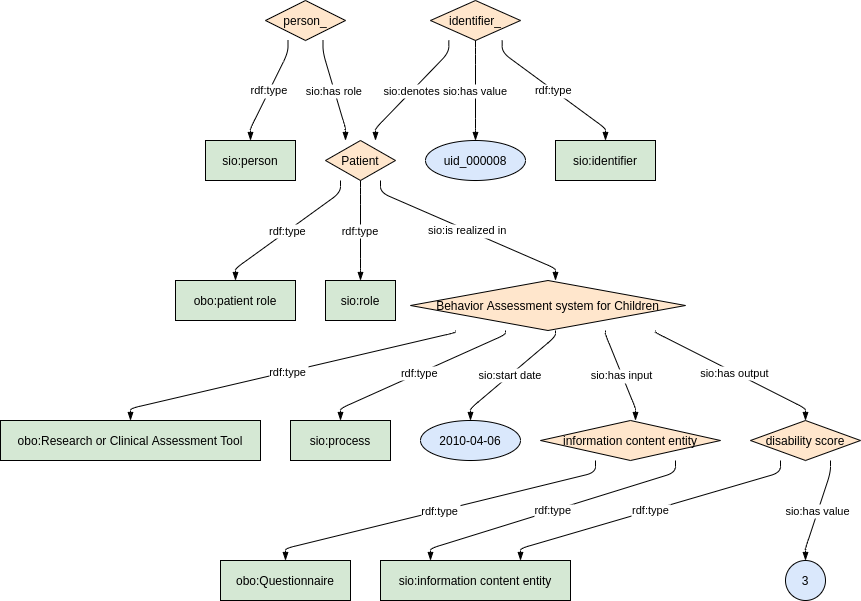 person_
identifier_
rdf:type
sio:has role
sio:denotes
sio:has value
rdf:type
sio:person
Patient
uid_000008
sio:identifier
rdf:type
rdf:type
sio:is realized in
obo:patient role
sio:role
Behavior Assessment system for Children
rdf:type
rdf:type
sio:start date
sio:has input
sio:has output
obo:Research or Clinical Assessment Tool
sio:process
2010-04-06
information content entity
disability score
rdf:type
rdf:type
rdf:type
sio:has value
obo:Questionnaire
sio:information content entity
3